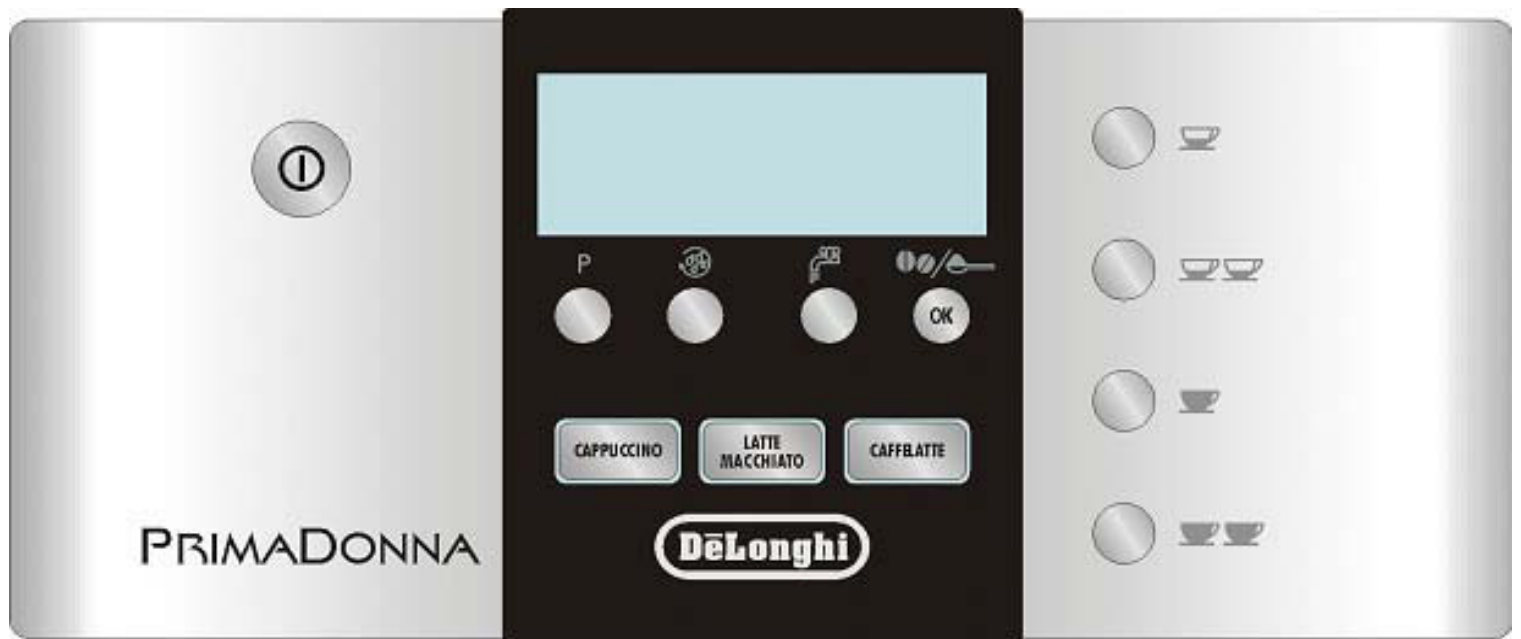 P
OK
CAPPUCCINO
LATTE
MACCHIATO
CAFFELATTE
PRIMADONNA
DēLonghi